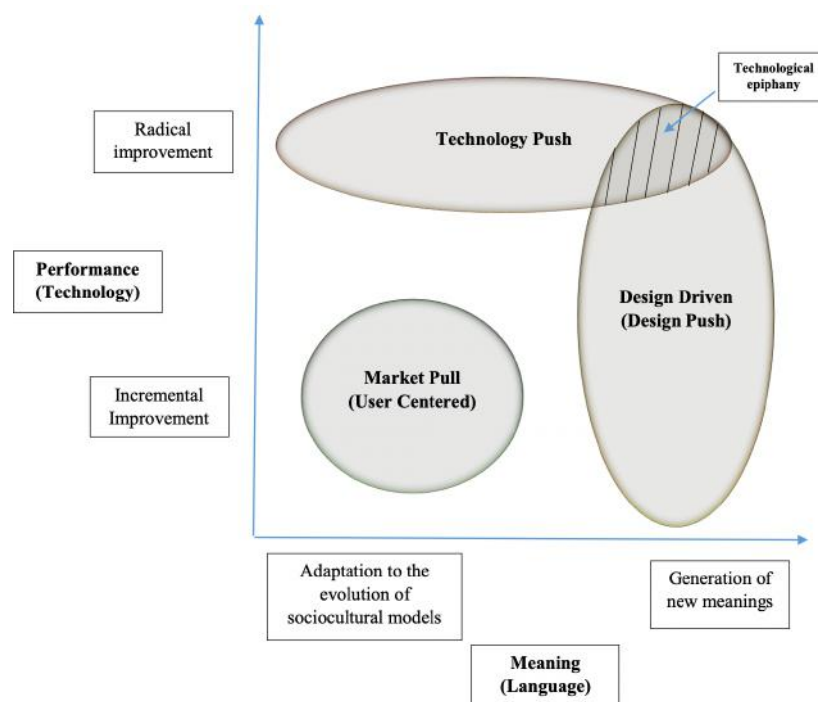 Technological
epiphany
Radical
improvement
Technology Push
Performance
(Technology)
Design Driven
(Design Push)
Market Pull
(User Centered)
Incremental
Improvement
Adaptation to the
evolution of
sociocultural models
Generation of
new meanings
Meaning
(Language)